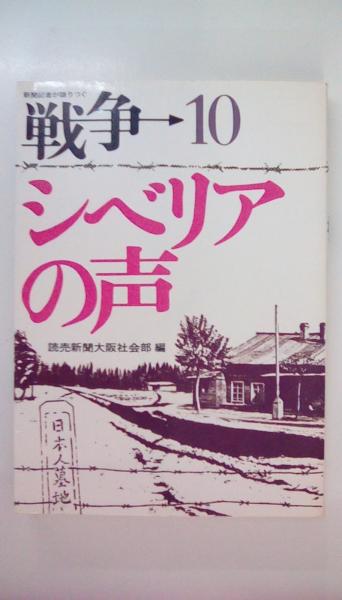 新聞記者が語りつぐ
戦争→10
シベリア
の声
読売新聞大阪社会部 編
日本人墓地